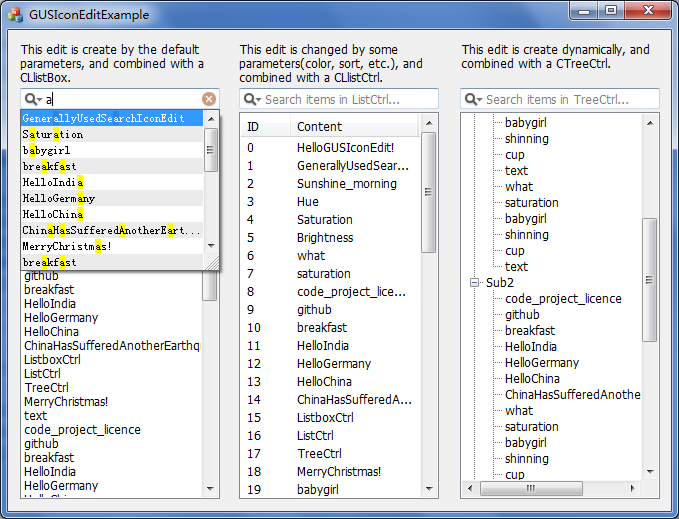 GUSIconEditExample
This edit is create by the default
parameters, and combined with a
CLlistBox.
a
GenerallyUsedSearchIconEdit
Saturation
babygirl
breakfast
HelloIndia
HelloGermany
HelloChina
ChinaHasSufferedAnotherEart...
MerryChristmas!
breakfast
github
breakfast
HelloIndia
HelloGermany
HelloChina
ChinaHasSufferedAnotherEarthq
ListboxCtrl
ListCtrl
TreeCtrl
MerryChristmas!
text
code_project_licence
github
breakfast
HelloIndia
HelloGermany
HelloChina
This edit is changed by some
parameters(color, sort, etc.), and
combined with a CLlistCtrl.
Search items in ListCtrl...
ID Content
0 HelloGUSIconEdit!
1 GenerallyUsedSear...
2 Sunshine_morning
3 Hue
4 Saturation
5 Brightness
6 what
7 saturation
8 code_project_lice...
9 github
10 breakfast
11 HelloIndia
12 HelloGermany
13 HelloChina
14 ChinaHasSufferedA...
15 ListboxCtrl
16 ListCtrl
17 TreeCtrl
18 MerryChristmas!
19 babygirl
This edit is create dynamically, and
combined with a CTreeCtrl.
Search items in TreeCtrl...
babygirl
shinning
cup
text
what
saturation
babygirl
shinning
cup
text
Sub2
code_project_licence
github
breakfast
HelloIndia
HelloGermany
HelloChina
ChinaHasSufferedAnothe
what
saturation
babygirl
shinning
cup